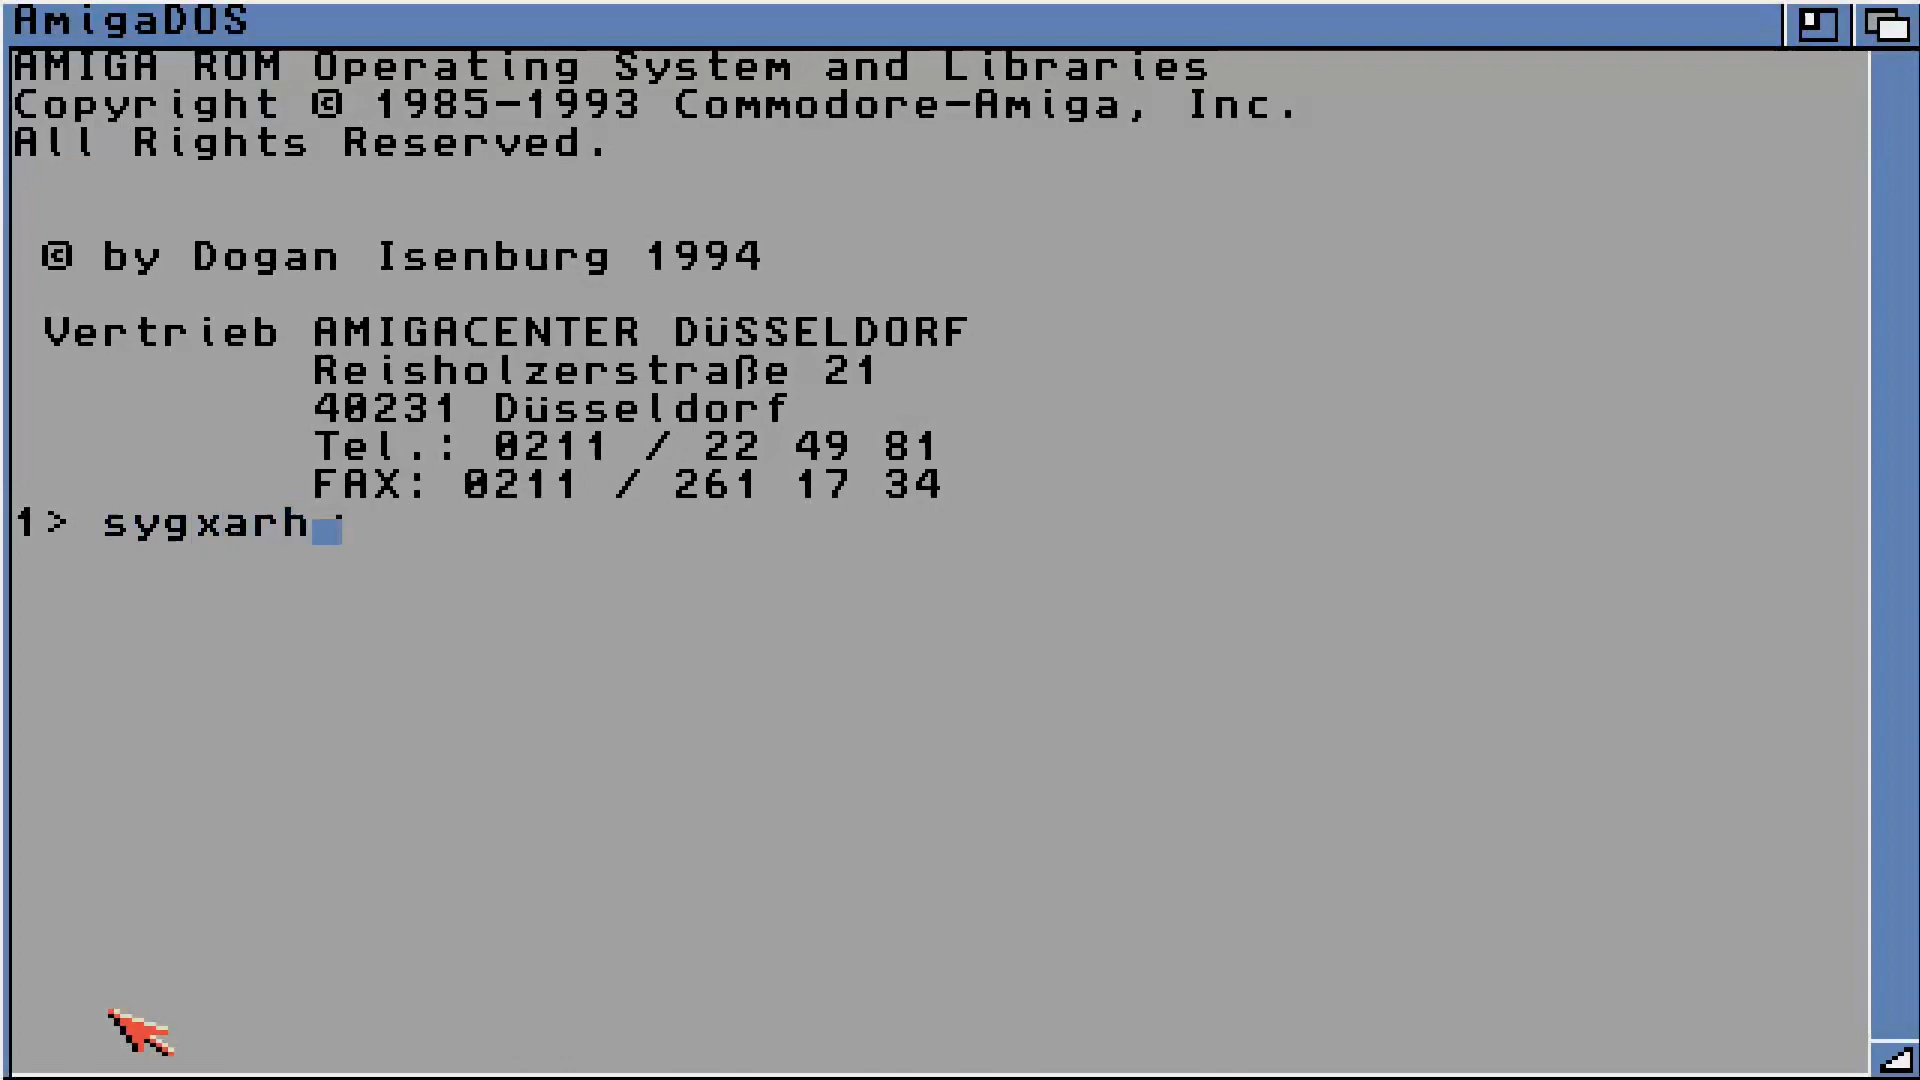 AmigaDOS
AMIGA ROM Operating System and Libraries
Copyright © 1985-1993 Commodore-Amiga, Inc.
All Rights Reserved.
© by Dogan Isenburg 1994
Vertrieb AMIGACENTER DüSSELDORF
Reisholzerstraße 21
40231 Düsseldorf
Tel.: 0211 / 22 49 81
FAX: 0211 / 261 17 34
1> sygxarh